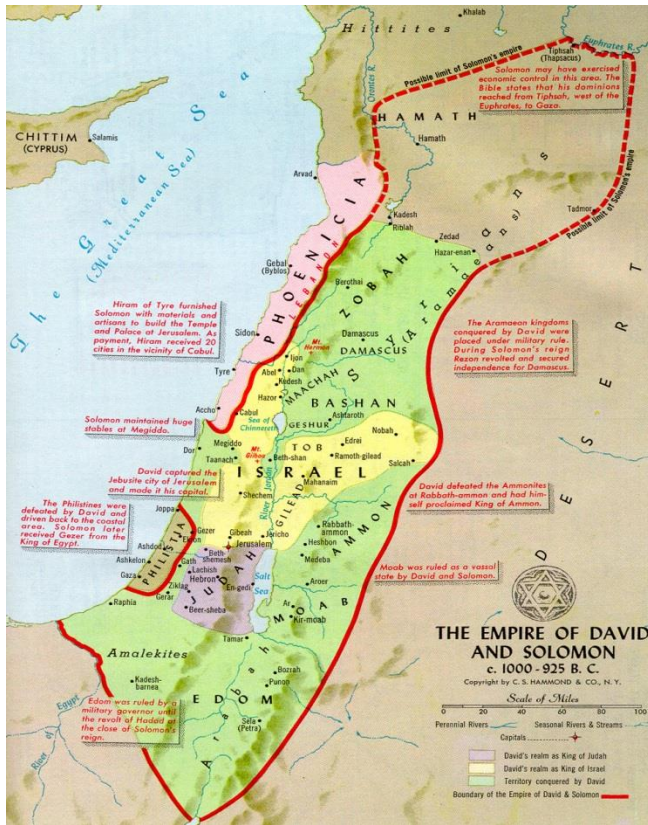 Khalab
Hittites
Euphrates R.
Tiphsah
(Thapsacus)
Possible limit of Solomon's empire
Solomon may have exercised
economic control in this area. The
Bible states that his dominions
reached from Tiphsah, west of the
Euphrates, to Gaza.
Orontes R.
HAMATH
Hamath
CHITTIM
(CYPRUS)
Salamis
The Great Sea
(Mediterranean Sea)
Arvad
Tadmor
Possible limit of Solomon's empire
Kadesh
Riblah
Zedad
Hazar-enan
PHOENICIA
LEBANON
Gebal
(Byblos)
ZOBAH
Berothai
Syrians
(Aramaeans)
Hiram of Tyre furnished
Solomon with materials and
artisans to build the Temple
and Palace at Jerusalem. As
payment, Hiram received 20
cities in the vicinity of Cabul.
Sidon
Damascus
DAMASCUS
Mt.
Hermon
The Aramaean kingdoms
conquered by David were
placed under military rule.
During Solomon's reign
Rezon revolted and secured
independence for Damascus.
DESERT
Tyre
Ijon
Abel
Dan
Kedesh
MAACHAH
Hazor
BASHAN
Accho
Cabul
Sea of
Chinnereth
Ashtaroth
GESHUR
Solomon maintained huge
stables at Megiddo.
Dor
Megiddo
Taanach
Mt.
Gilboa
Beth-shan
TOB
Edrei
Nobah
Ramoth-gilead
Salcah
ISRAEL
David captured the
Jebusite city of Jerusalem
and made it his capital.
Mahanaim
Shechem
River Jordan
GILEAD
David defeated the Ammonites
at Rabbath-ammon and had him-
self proclaimed King of Ammon.
The Philistines were
defeated by David and
driven back to the coastal
area. Solomon later
received Gezer from the
King of Egypt.
Joppa
Gezer
Gibeah
Jericho
Rabbath-
ammon
AMMON
Ekron
Jerusalem
Heshbon
Ashdod
Beth-
shemesh
Medeba
PHILISTIA
Ashkelon
Gath
Lachish
Hebron
JUDAH
Salt
Sea
Moab was ruled as a vassal
state by David and Solomon.
Gaza
Ziklag
En-gedi
Aroer
Gerar
Beer-sheba
Raphia
Ar
Kir-moab
MOAB
Tamar
Amalekites
Arabah
Kadesh-
barnea
Bozrah
Punon
EDOM
Sela
(Petra)
River of Egypt
Edom was ruled by a
military governor until
the revolt of Hadad at
the close of Solomon's
reign.
THE EMPIRE OF DAVID
AND SOLOMON
c. 1000-925 B. C.
Copyright by C. S. HAMMOND & CO., N. Y.
Scale of Miles
0 20 40 60 80 100
Perennial Rivers Seasonal Rivers & Streams
Capitals
David's realm as King of Judah
David's realm as King of Israel
Territory conquered by David
Boundary of the Empire of David & Solomon